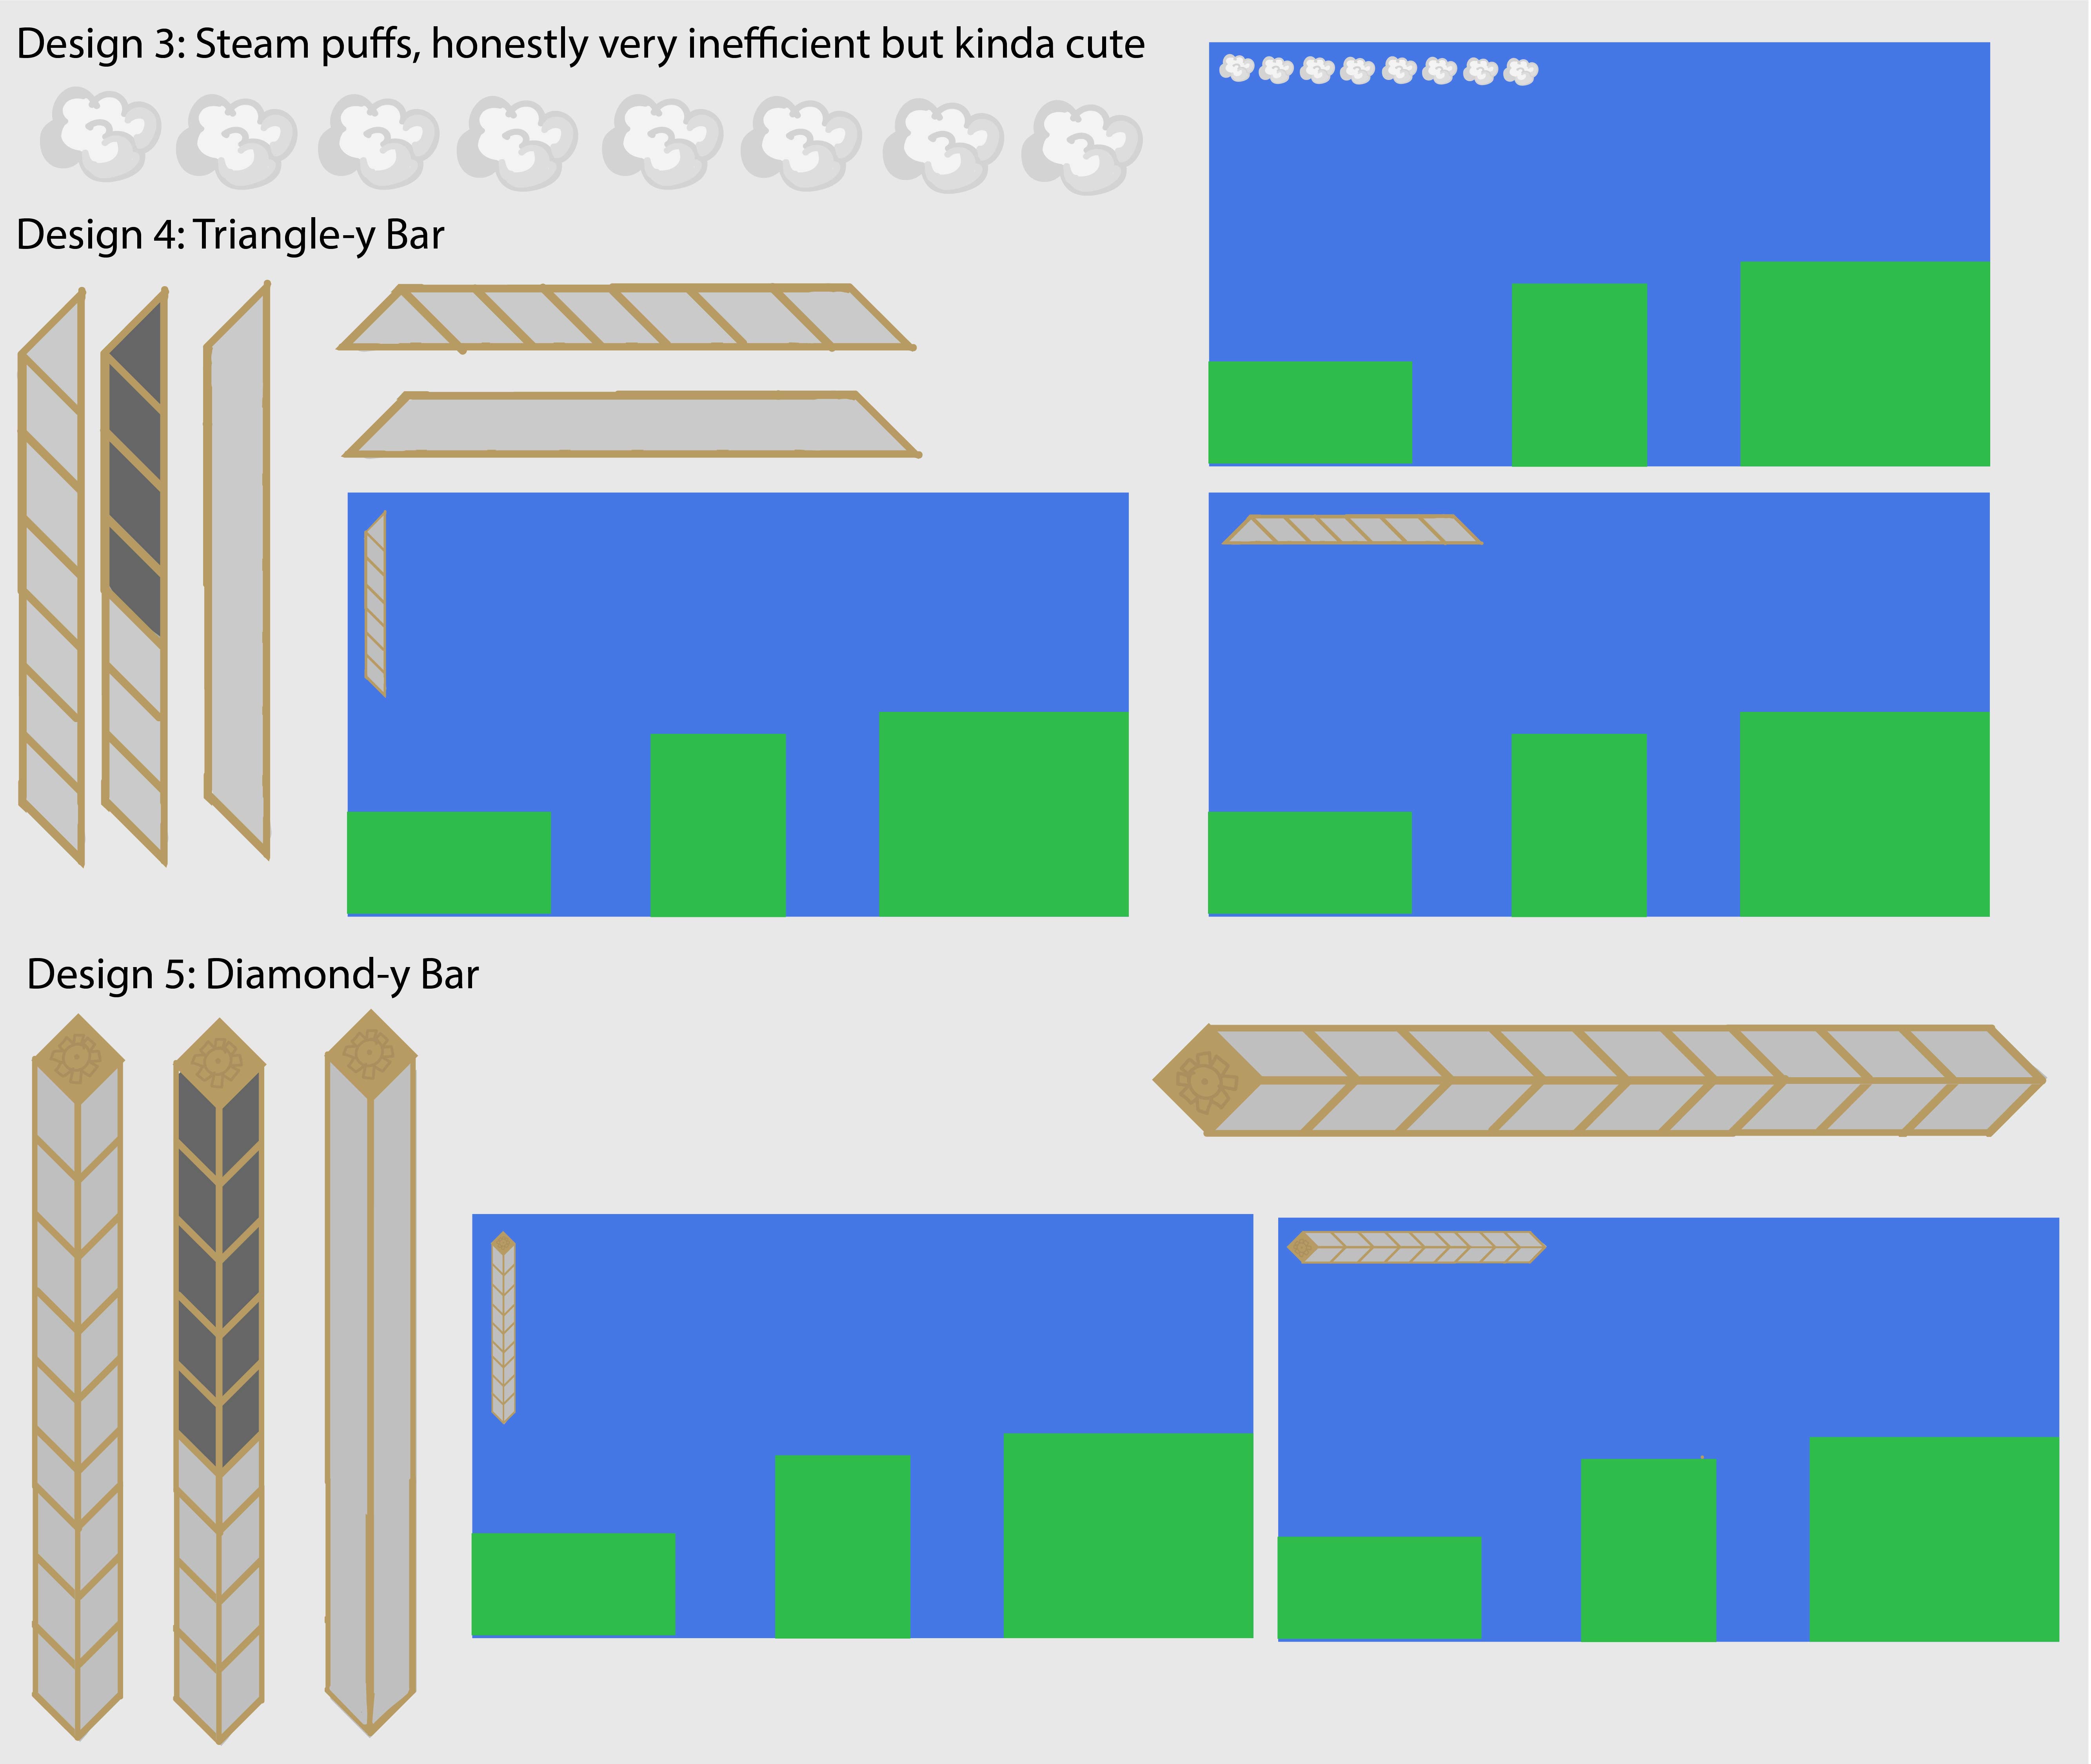 Design 3: Steam puffs, honestly very inefficient but kinda cute
Design 4: Triangle-y Bar
Design 5: Diamond-y Bar